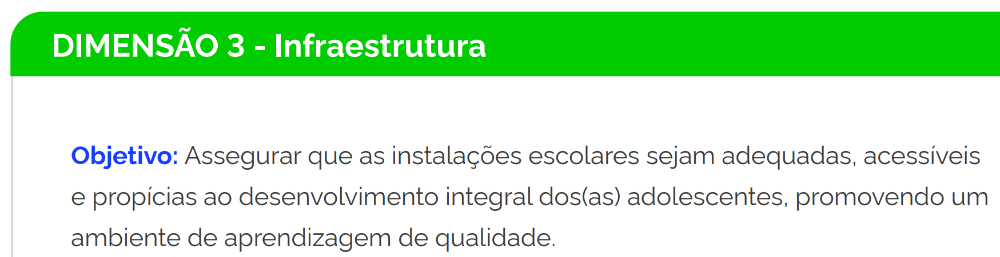 DIMENSÃO 3 - Infraestrutura
Objetivo: Assegurar que as instalações escolares sejam adequadas, acessíveis
e propícias ao desenvolvimento integral dos(as) adolescentes, promovendo um
ambiente de aprendizagem de qualidade.